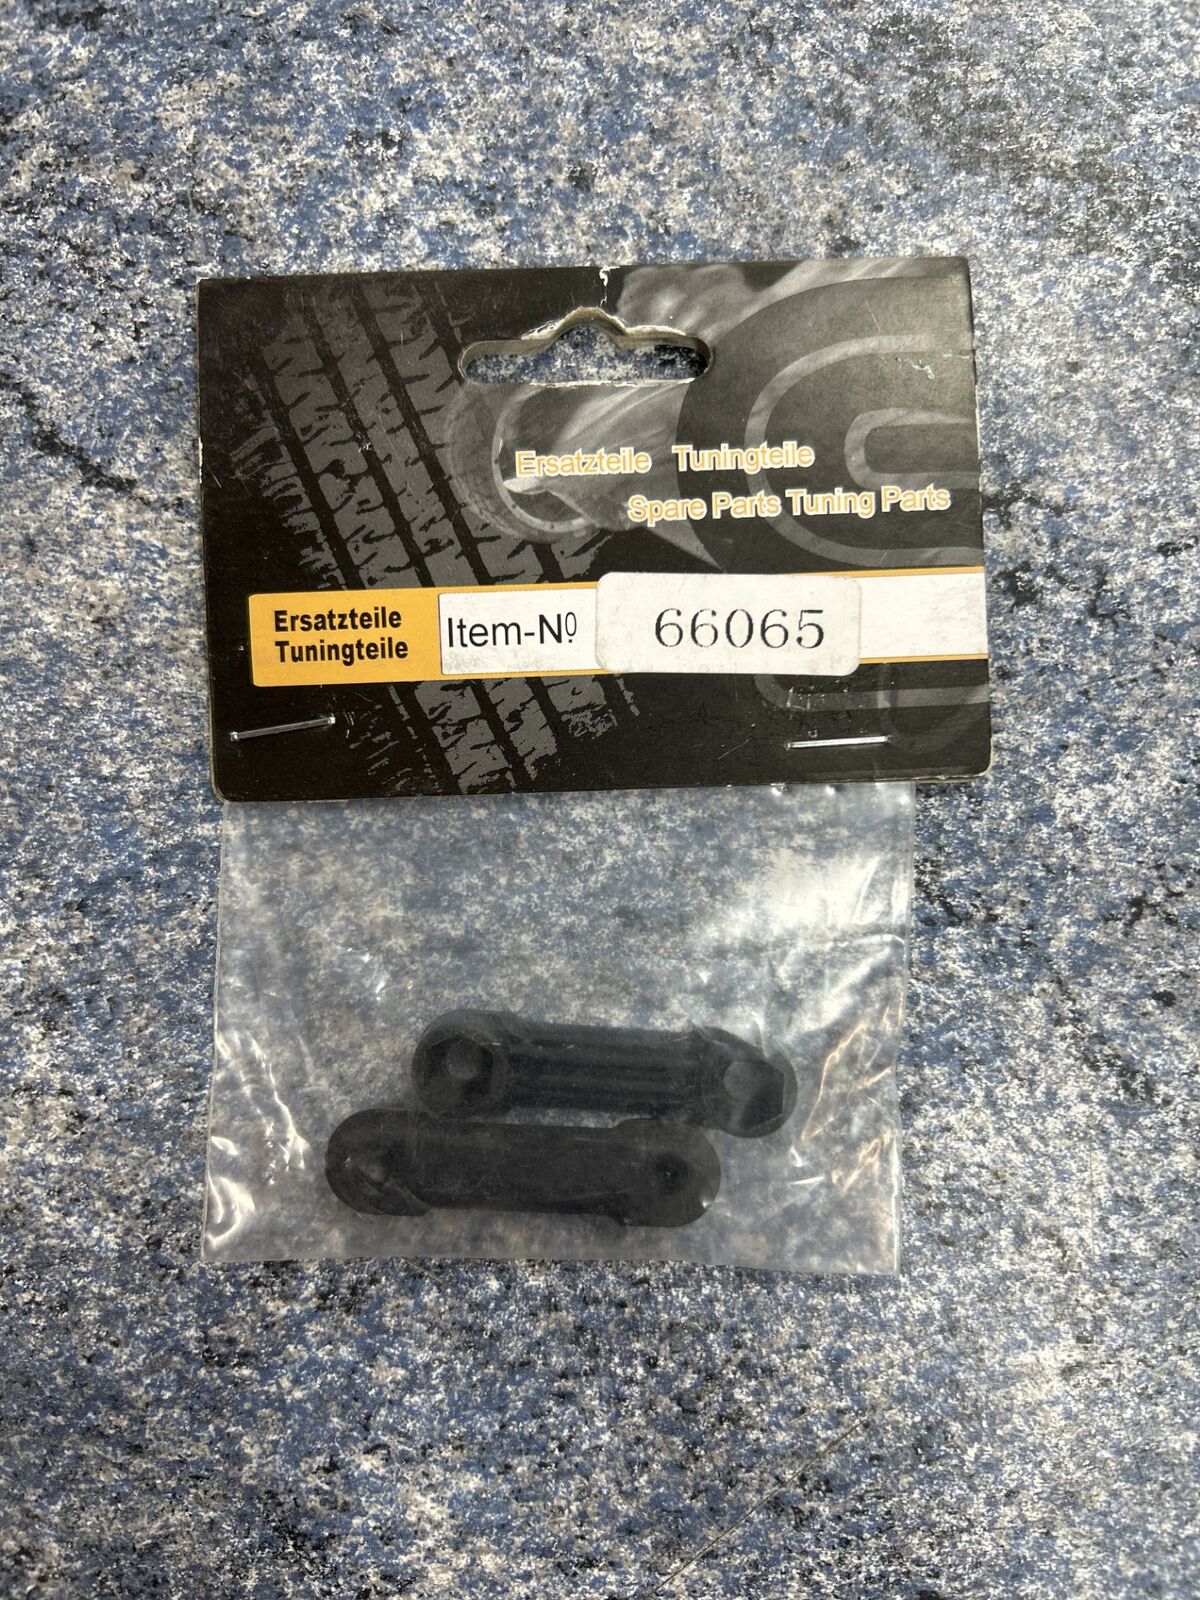 Ersatzteile Tuningteile
Spare Parts Tuning Parts
Ersatzteile
Tuningteile
Item-Nº 66065